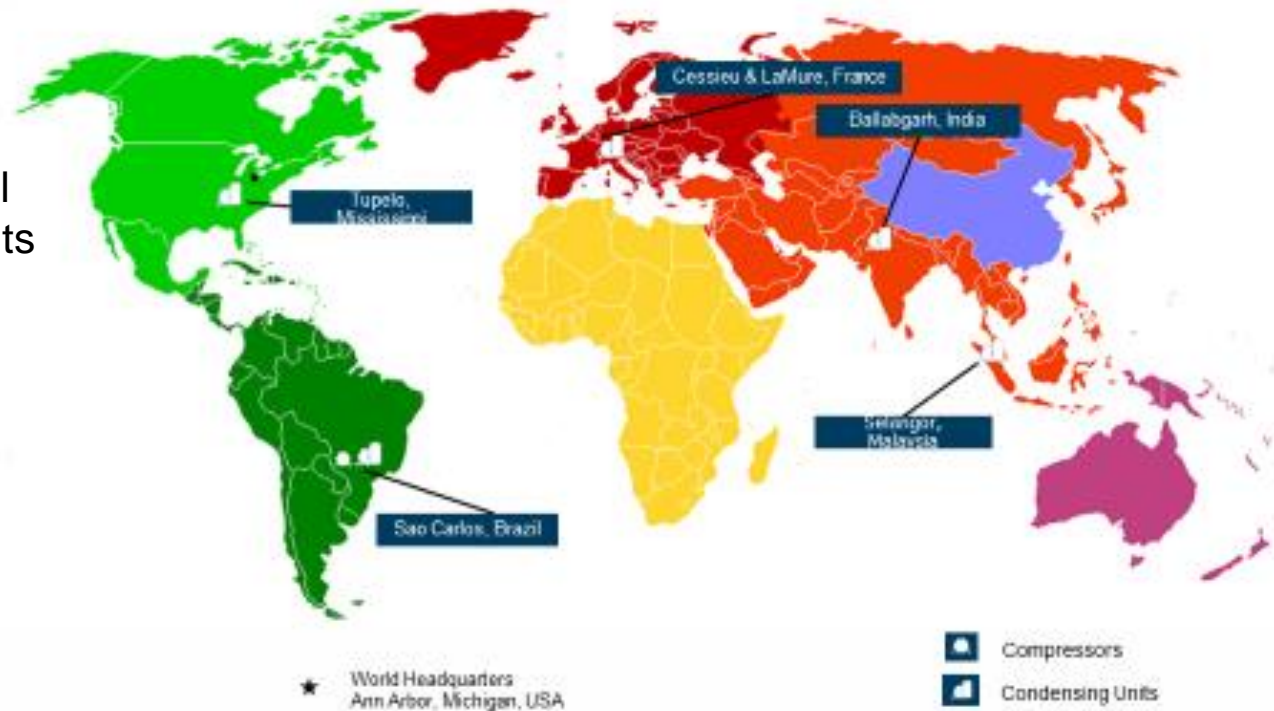 Cessieu & LaMure, France
Ballabgarh, India
l
ts
Tupelo,
Mississippi
Selangor,
Malaysia
Sao Carlos, Brazil
World Headquarters
Ann Arbor, Michigan, USA
Compressors
Condensing Units